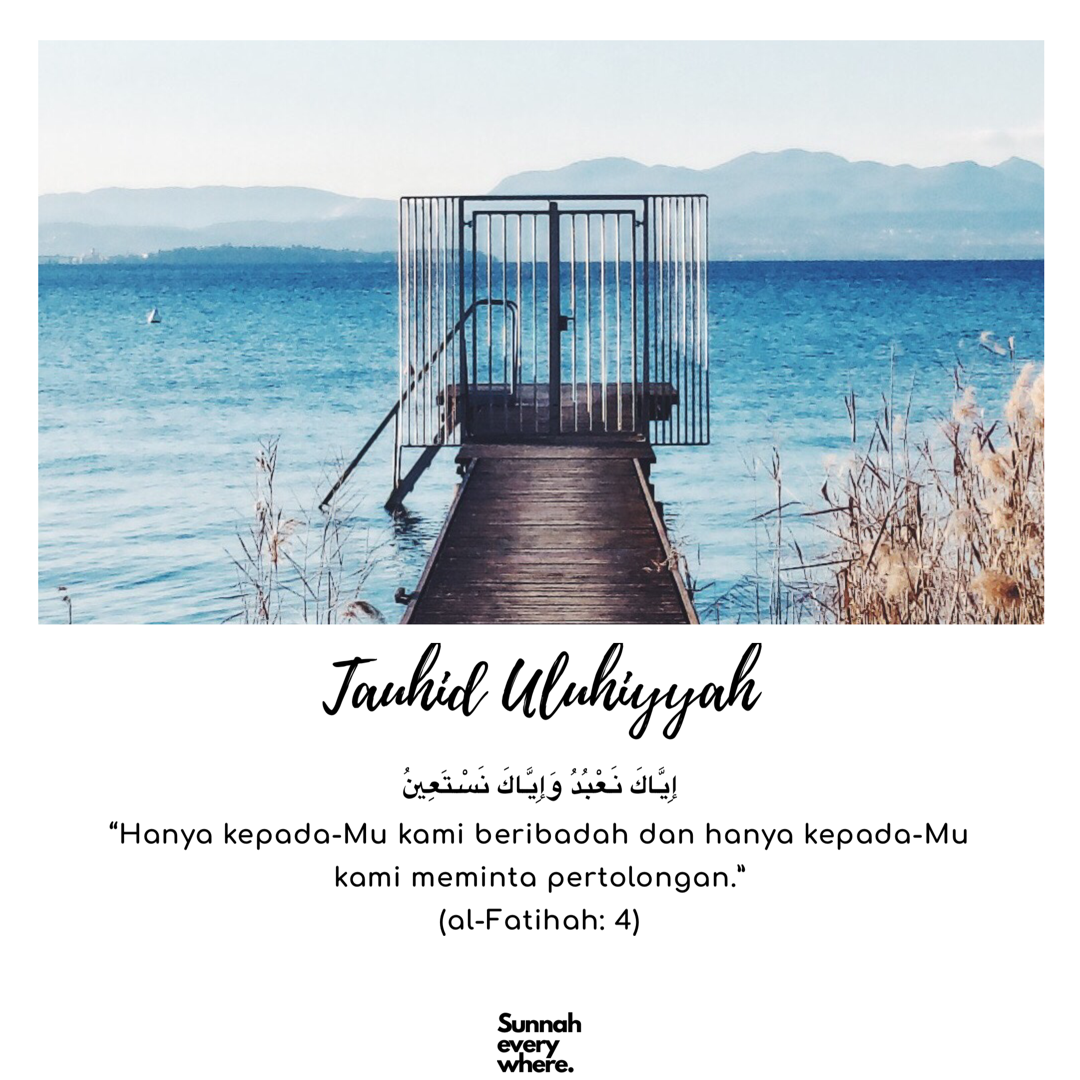 Tauhid Uluhiyyah
إِيَّاكَ نَعْبُدُ وَإِيَّاكَ نَسْتَعِينُ
“Hanya kepada-Mu kami beribadah dan hanya kepada-Mu
kami meminta pertolongan.”
(al-Fatihah: 4)
Sunnah
every
where.